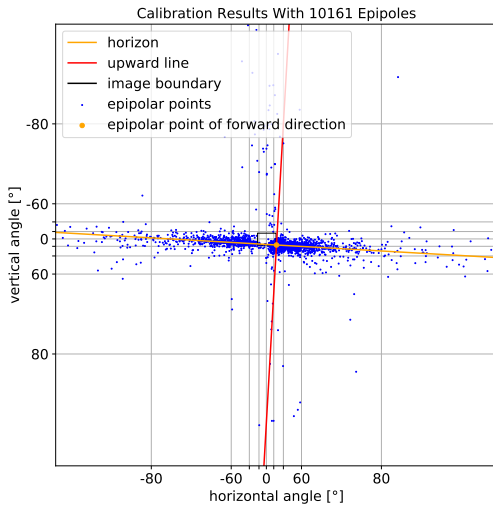 Calibration Results With 10161 Epipoles
horizon
upward line
image boundary
epipolar points
epipolar point of forward direction
-80
-60
0
60
80
vertical angle [°]
-80
-60
0
60
80
horizontal angle [°]